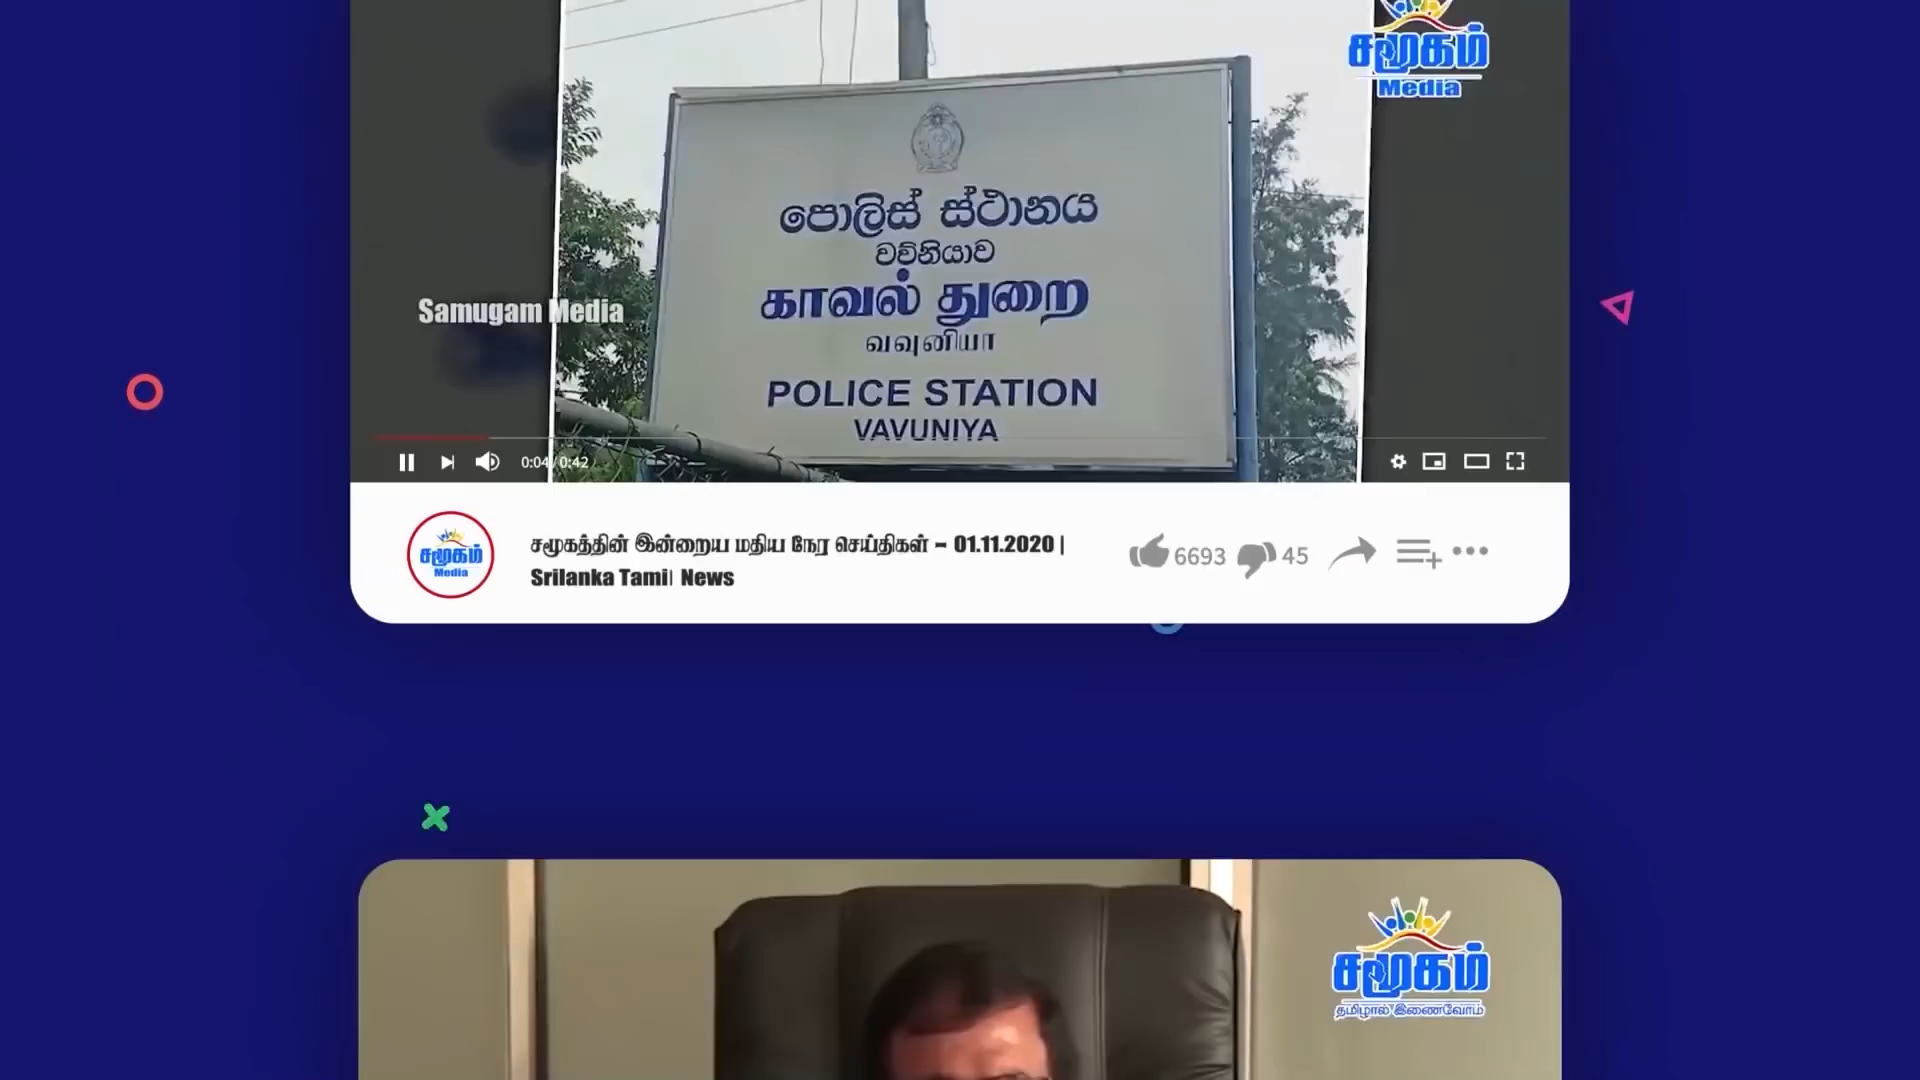 சமூகம்
Media
පොලිස් ස්ථානය
වව්නියාව
காவல் துறை
வவுனியா
POLICE STATION
VAVUNIYA
Samugam Media
0:04/0:42
சமூகம்
Media
சமூகத்தின் இன்றைய மதிய நேர செய்திகள் – 01.11.2020 |
Srilanka Tamil News
6693
45
சமூகம்
தமிழால் இணைவோம்